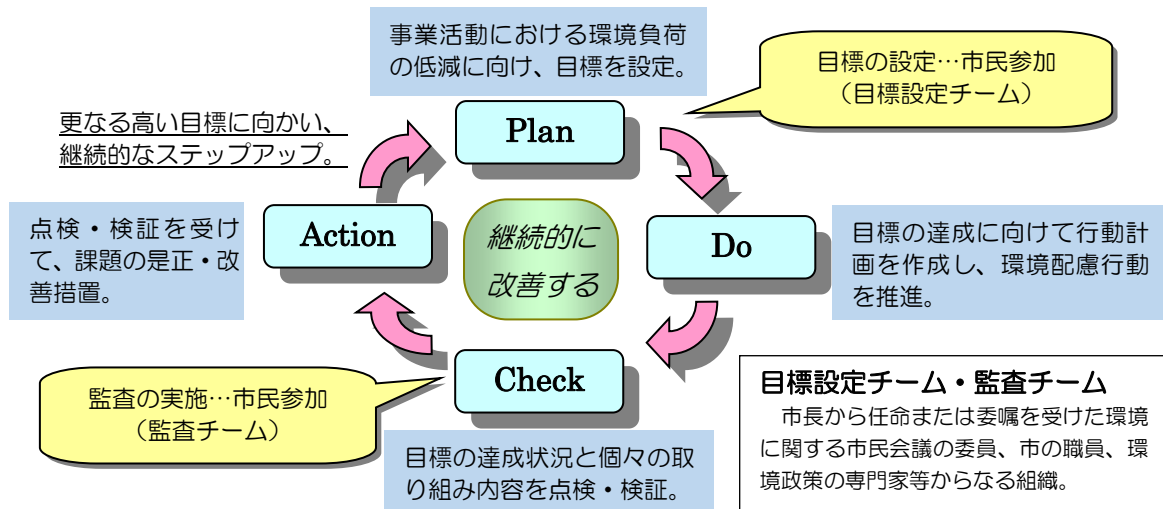 事業活動における環境負荷
の低減に向け、目標を設定。
目標の設定…市民参加
（目標設定チーム）
更なる高い目標に向かい、
継続的なステップアップ。
Plan
点検・検証を受け
て、課題の是正・改
善措置。
Action
継続的に
改善する
Do
目標の達成に向けて行動計
画を作成し、環境配慮行動
を推進。
Check
監査の実施…市民参加
（監査チーム）
目標の達成状況と個々の取
り組み内容を点検・検証。
目標設定チーム・監査チーム
市長から任命または委嘱を受けた環境
に関する市民会議の委員、市の職員、環
境政策の専門家等からなる組織。